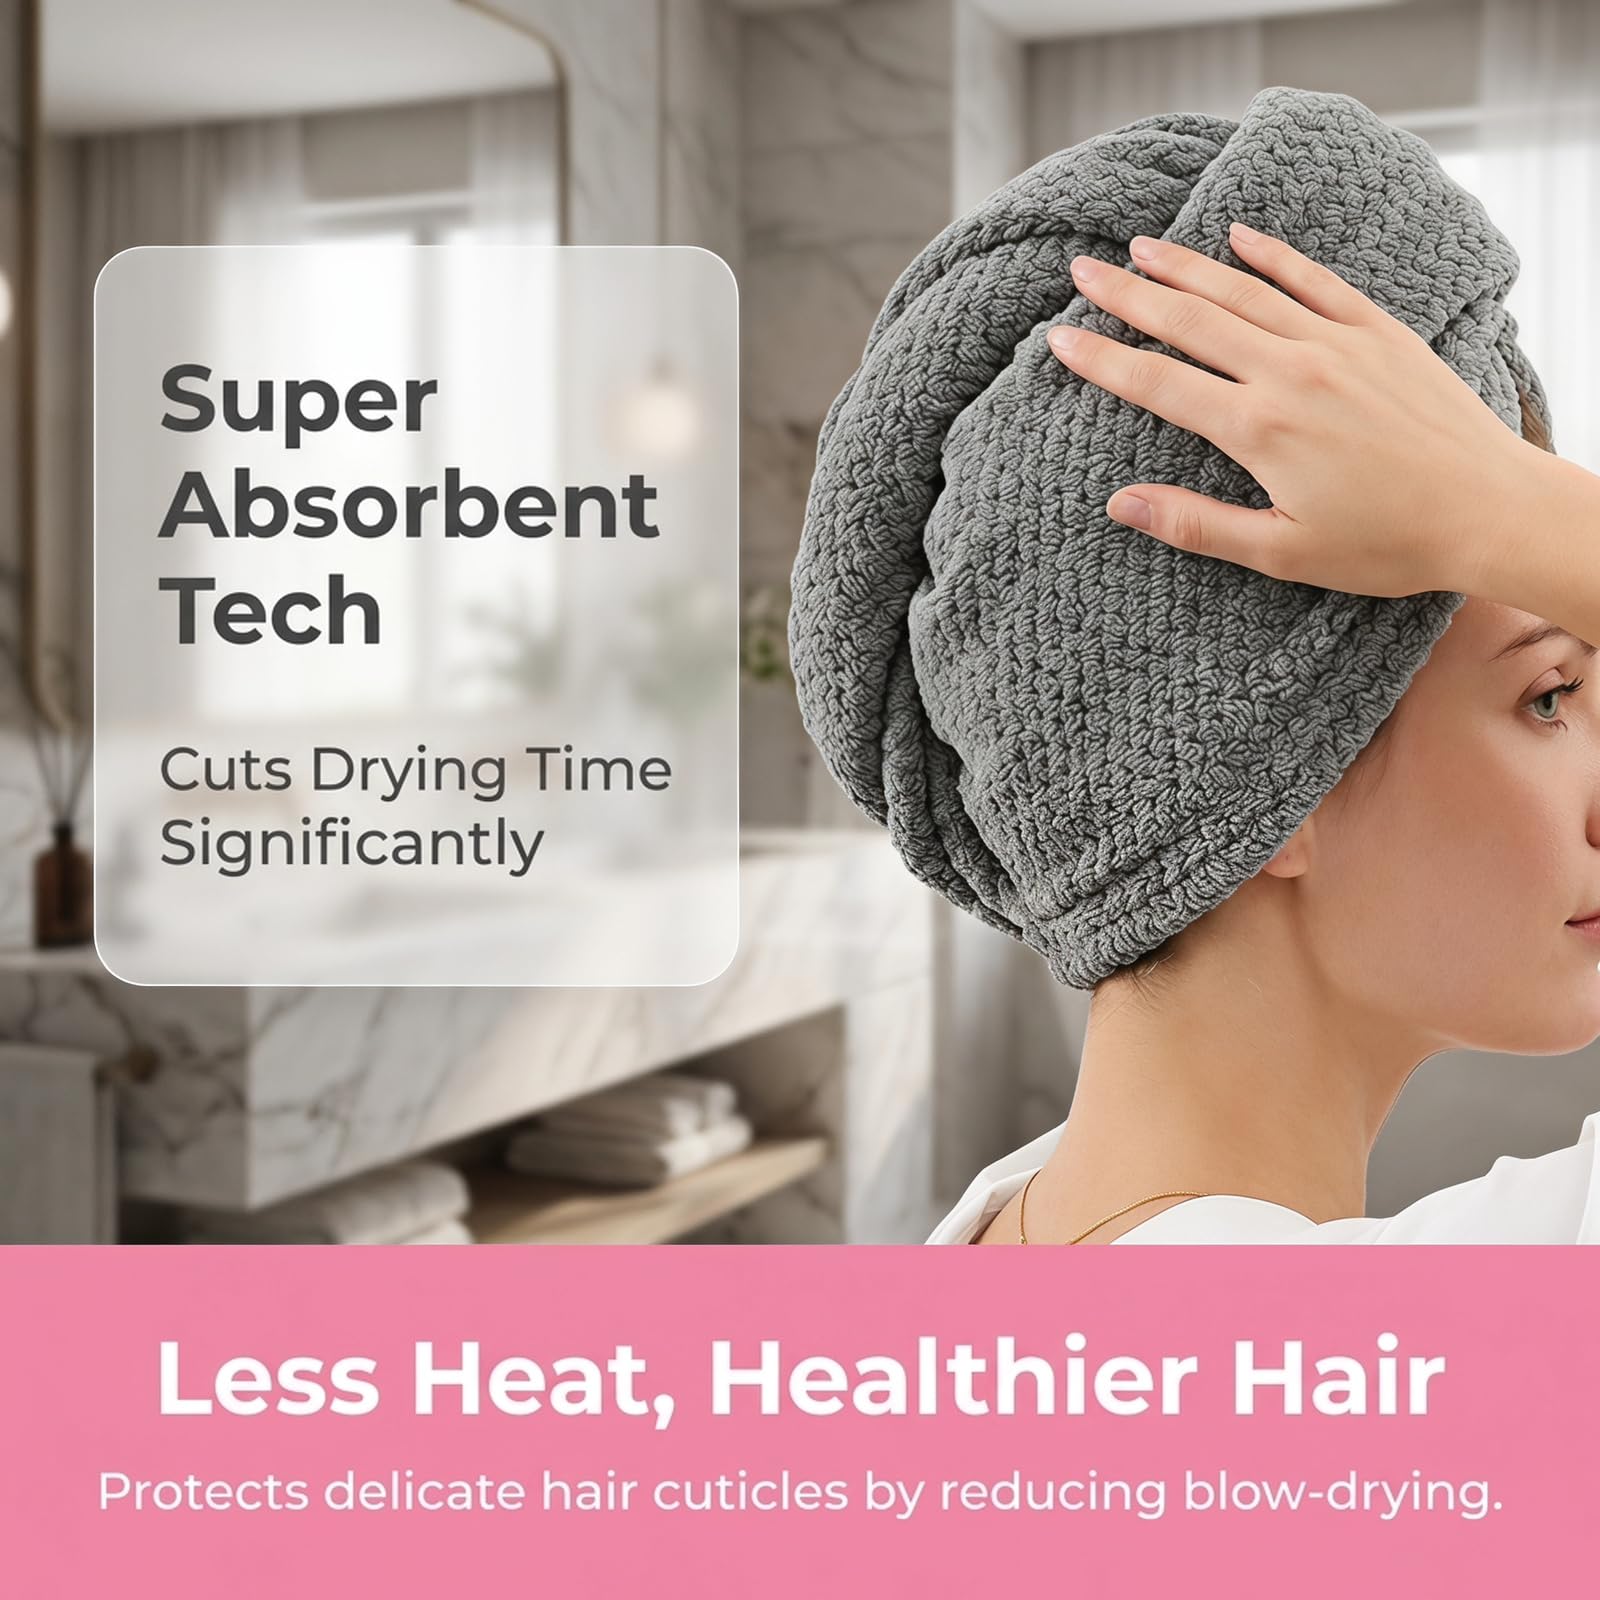 Super
Absorbent
Tech
Cuts Drying Time
Significantly
Less Heat, Healthier Hair
Protects delicate hair cuticles by reducing blow-drying.